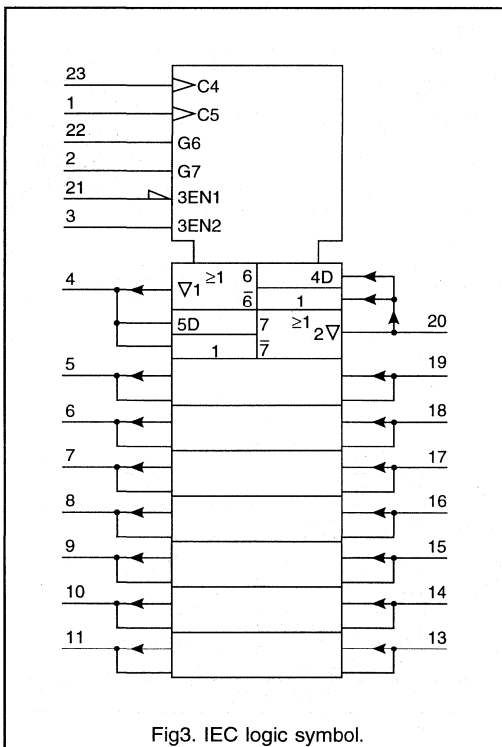 23 C4
1 C5
22 G6
2 G7
21 3EN1
3 3EN2
4 ▽1 ≥1 6 4D
6̅ 1
5D 7 ≥1 2▽ 20
1 7̅
5 19
6 18
7 17
8 16
9 15
10 14
11 13
Fig3. IEC logic symbol.